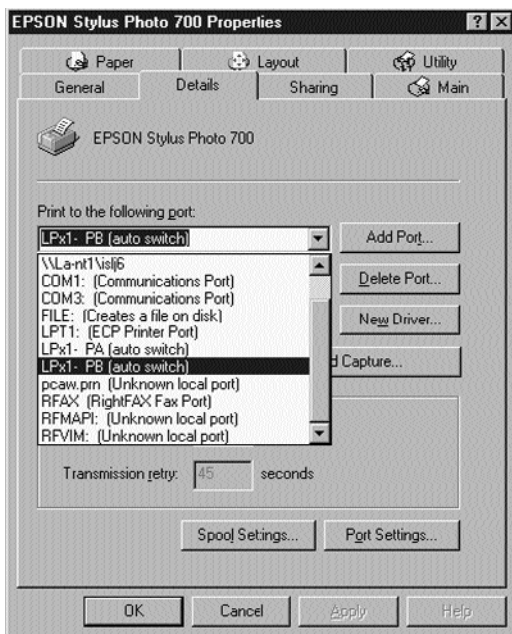 EPSON Stylus Photo 700 Properties
Paper Layout Utility
General Details Sharing Main
EPSON Stylus Photo 700
Print to the following port:
LPx1- PB (auto switch)
Add Port...
\\La-nt1\islj6
COM1: (Communications Port)
COM3: (Communications Port)
FILE: (Creates a file on disk)
LPT1: (ECP Printer Port)
LPx1- PA (auto switch)
LPx1- PB (auto switch)
pcaw.prn (Unknown local port)
RFAX (RightFAX Fax Port)
RFMAPI: (Unknown local port)
RFVIM: (Unknown local port)
Delete Port...
New Driver...
d Capture...
Transmission retry: 45 seconds
Spool Settings... Port Settings...
OK Cancel Apply Help